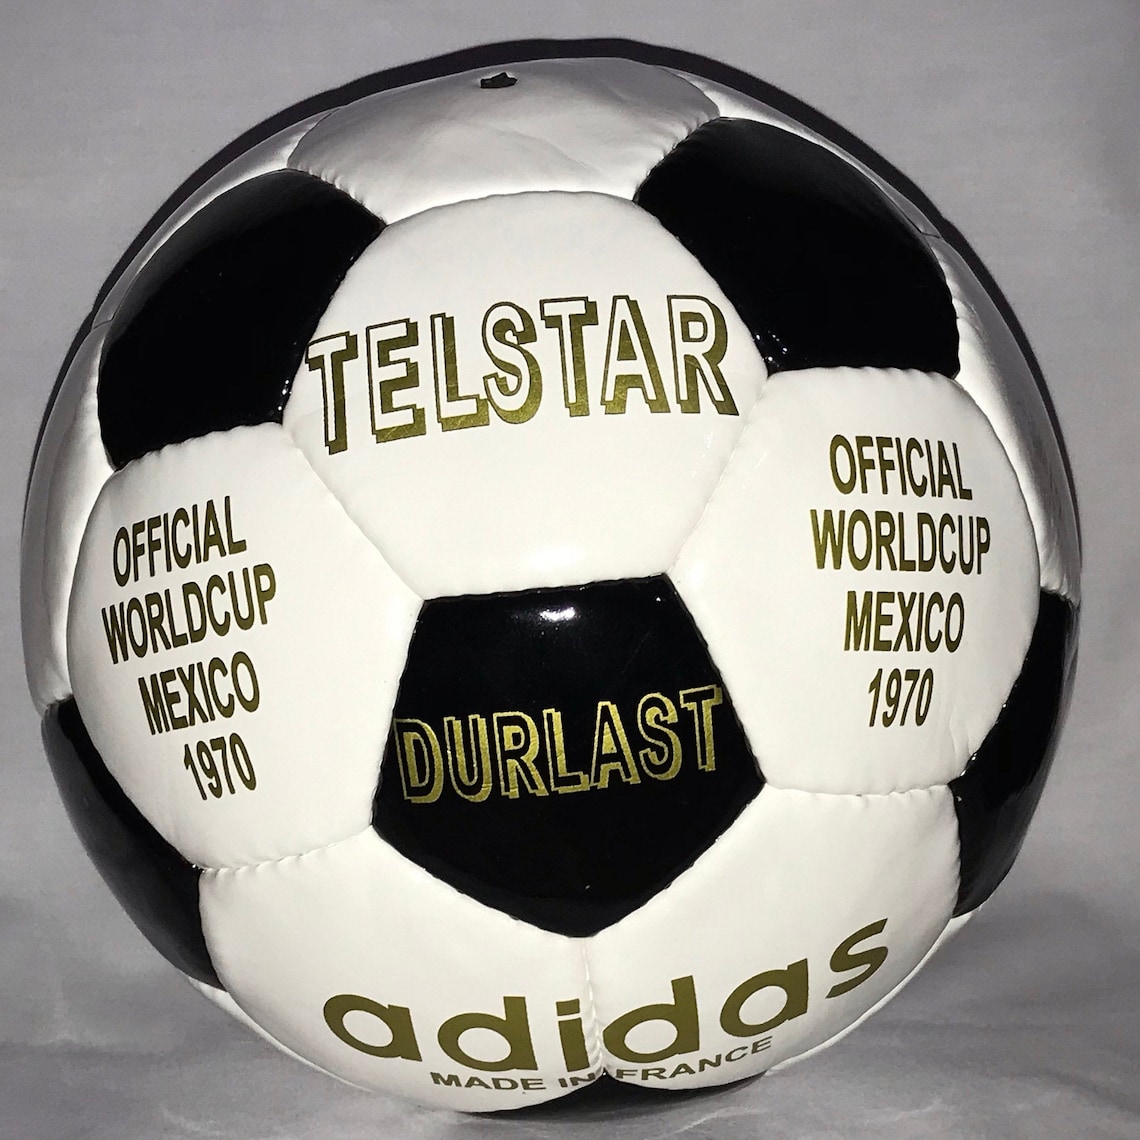 TELSTAR
OFFICIAL
WORLDCUP
MEXICO
1970
OFFICIAL
WORLDCUP
MEXICO
1970
DURLAST
adidas
MADE IN FRANCE